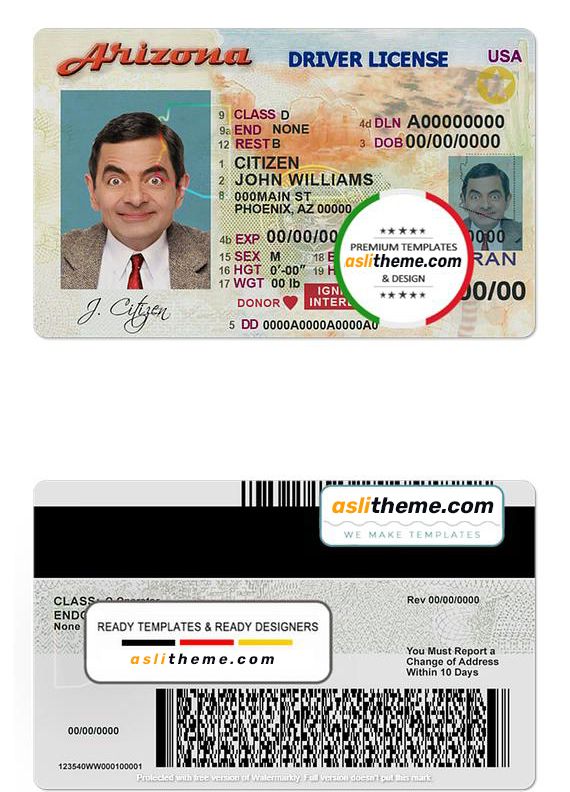 Arizona DRIVER LICENSE USA
9 CLASS D
9a END NONE
4d DLN A00000000
12 REST B
3 DOB 00/00/0000
1 CITIZEN
2 JOHN WILLIAMS
8 000MAIN ST
PHOENIX, AZ 00000
4b EXP 00/00/00
15 SEX M 18 E
16 HGT 0'-00" 19 H
17 WGT 00 lb
RAN
00/00
DONOR
IGN
INTER
5 DD 0000A0000A0000A0
J. Citizen
PREMIUM TEMPLATES
aslitheme.com
& DESIGN
aslitheme.com
WE MAKE TEMPLATES
CLASS:
Rev 00/00/0000
None
READY TEMPLATES & READY DESIGNERS
aslitheme.com
You Must Report a
Change of Address
Within 10 Days
00/00/0000
123540WW000100001
Protected with free version of Watermarkly. Full version doesn't put this mark.